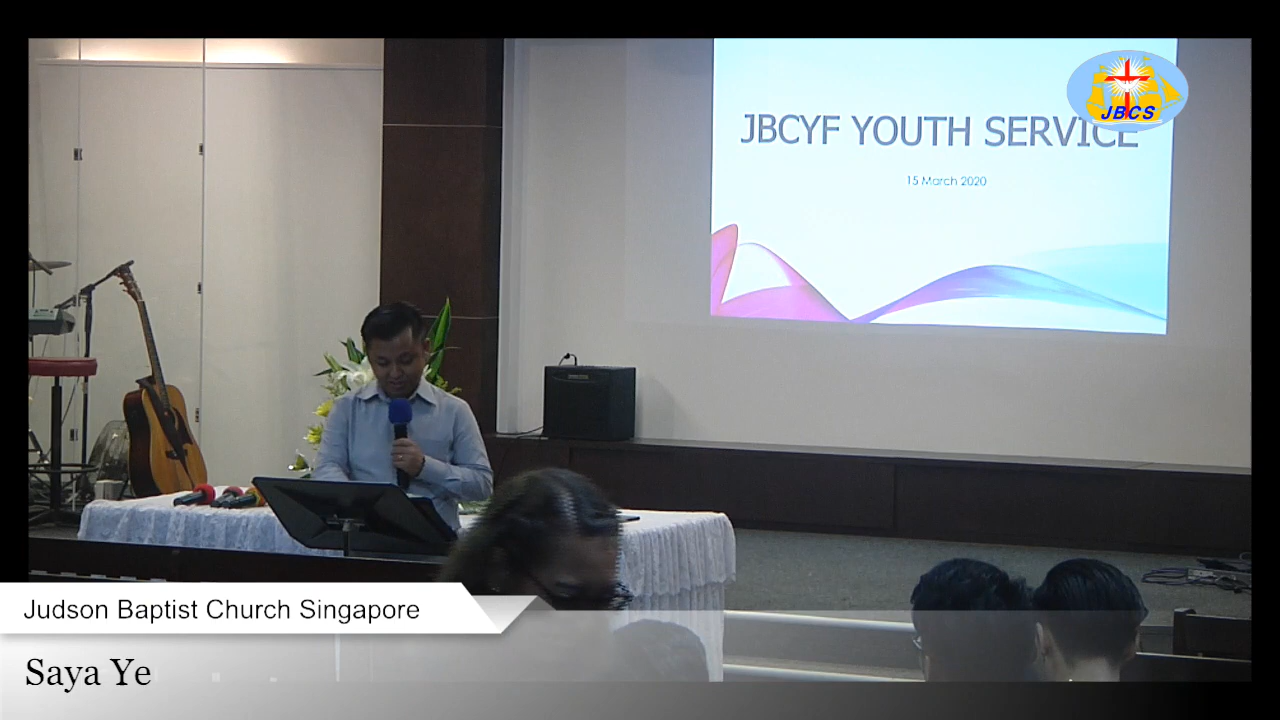 JBCYF YOUTH SERVICE
15 March 2020
JBCS
Judson Baptist Church Singapore
Saya Ye